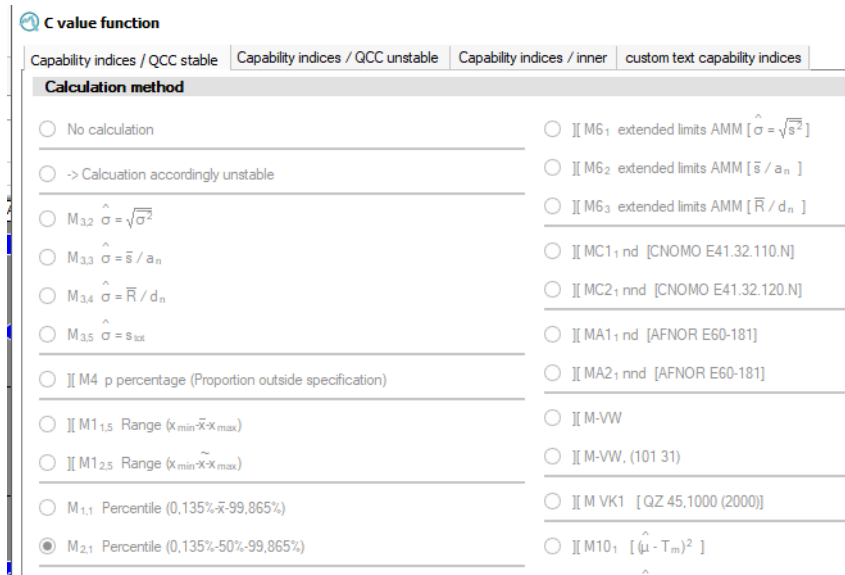 C value function
Capability indices / QCC stable
Capability indices / QCC unstable
Capability indices / inner
custom text capability indices
Calculation method
No calculation
-> Calcuation accordingly unstable
M₃,₂ σ̂ = √σ̅²
M₃,₃ σ̂ = s̅ / aₙ
M₃,₄ σ̂ = R̅ / dₙ
M₃,₅ σ̂ = sₜₒₜ
][ M4 p percentage (Proportion outside specification)
][ M1₁,₅ Range (xₘᵢₙ-x̅-xₘₐₓ)
][ M1₂,₅ Range (xₘᵢₙ-x̃-xₘₐₓ)
M₁,₁ Percentile (0,135%-x̅-99,865%)
M₂,₁ Percentile (0,135%-50%-99,865%)
][ M6₁ extended limits AMM [ σ̂ = √s̅² ]
][ M6₂ extended limits AMM [ s̅ / aₙ ]
][ M6₃ extended limits AMM [ R̅ / dₙ ]
][ MC1₁ nd [CNOMO E41.32.110.N]
][ MC2₁ nnd [CNOMO E41.32.120.N]
][ MA1₁ nd [AFNOR E60-181]
][ MA2₁ nnd [AFNOR E60-181]
][ M-VW
][ M-VW, (101 31)
][ M VK1 [ QZ 45,1000 (2000)]
][ M10₁ [ (μ̂ - Tₘ)² ]